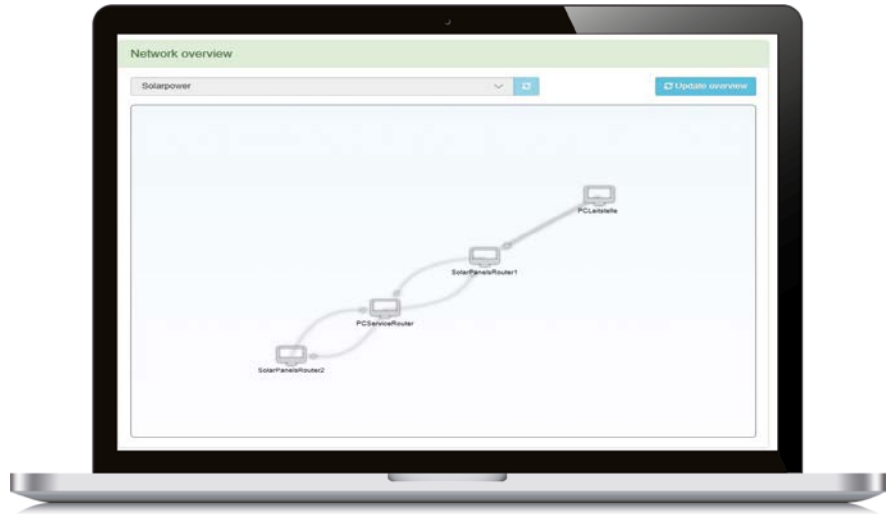 Network overview
Solarpower
Update overview
PCLeitstelle
SolarPanelsRouter1
PCServiceRouter
SolarPanelsRouter2